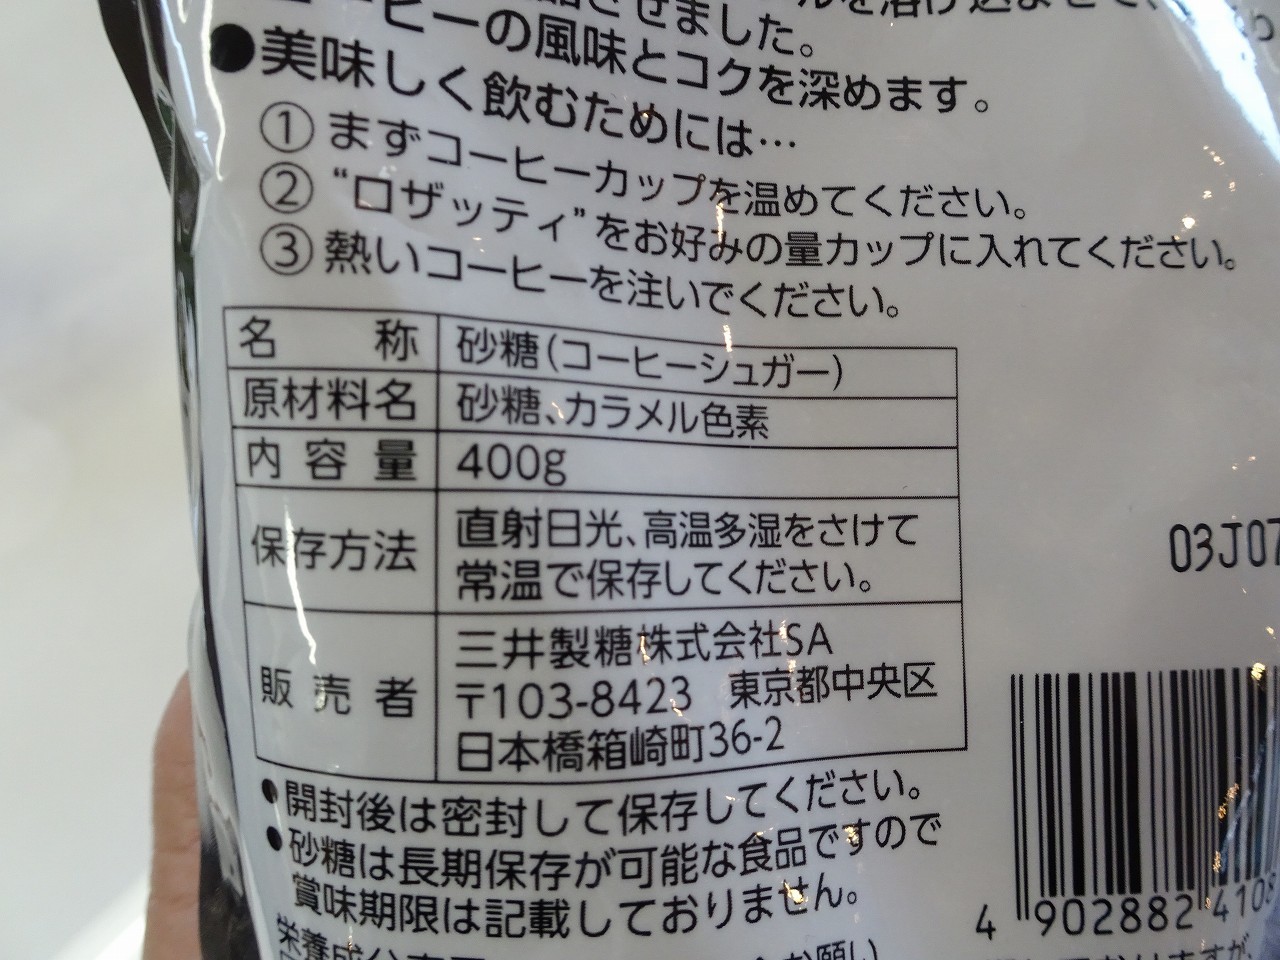 コーヒーの風味とコクを深めます。
●美味しく飲むためには…
①まずコーヒーカップを温めてください。
②“ロザッティ”をお好みの量カップに入れてください。
③熱いコーヒーを注いでください。
名称 砂糖(コーヒーシュガー)
原材料名 砂糖、カラメル色素
内容量 400g
保存方法 直射日光、高温多湿をさけて
常温で保存してください。
販売者 三井製糖株式会社SA
〒103-8423 東京都中央区
日本橋箱崎町36-2
03J07
●開封後は密封して保存してください。
●砂糖は長期保存が可能な食品ですので
賞味期限は記載しておりません。
4 902882 4108